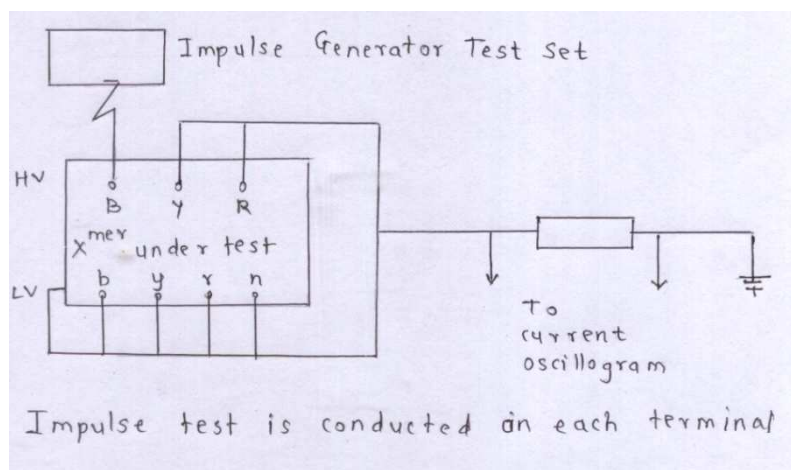 Impulse Generator Test Set
HV
B Y R
Xmer under test
b y r n
LV
To
current
oscillogram
Impulse test is conducted on each terminal